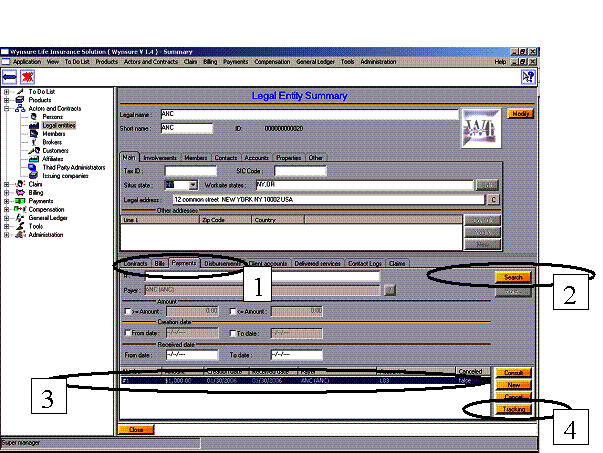 Wynsure Life Insurance Solution ( Wynsure V 1.4 ) - Summary
Application View To Do List Products Actors and Contracts Claim Billing Payments Compensation General Ledger Tools Administration Help
To Do List
Products
Actors and Contracts
Persons
Legal entities
Members
Brokers
Customers
Affiliates
Third Party Administrators
Issuing companies
Claim
Billing
Payments
Compensation
General Ledger
Tools
Administration
Legal Entity Summary
Legal name : ANC Modify
Short name : ANC ID: 00000000020
Main Involvements Members Contacts Accounts Properties Other
Tax ID : SIC Code :
Situs state : Worksite states : NY,OR
Legal address : 12 common street NEW YORK NY 10002 USA C
Other addresses
Line 1 Zip Code Country
New
Contracts Bills Payments Disbursements Client accounts Delivered services Contact Logs Claims
1
Search
2
Payer : ANC (ANC)
Amount
>= Amount : 0.00 <= Amount : 0.00
Creation date
From date : -/-/--- To date : -/-/---
Received date
From date : -/-/--- To date : -/-/---
Canceled
Consult
#1 $1,000.00 01/30/2006 01/30/2006 ANC (ANC) false
New
3
Cancel
Tracking
4
Close
Super manager